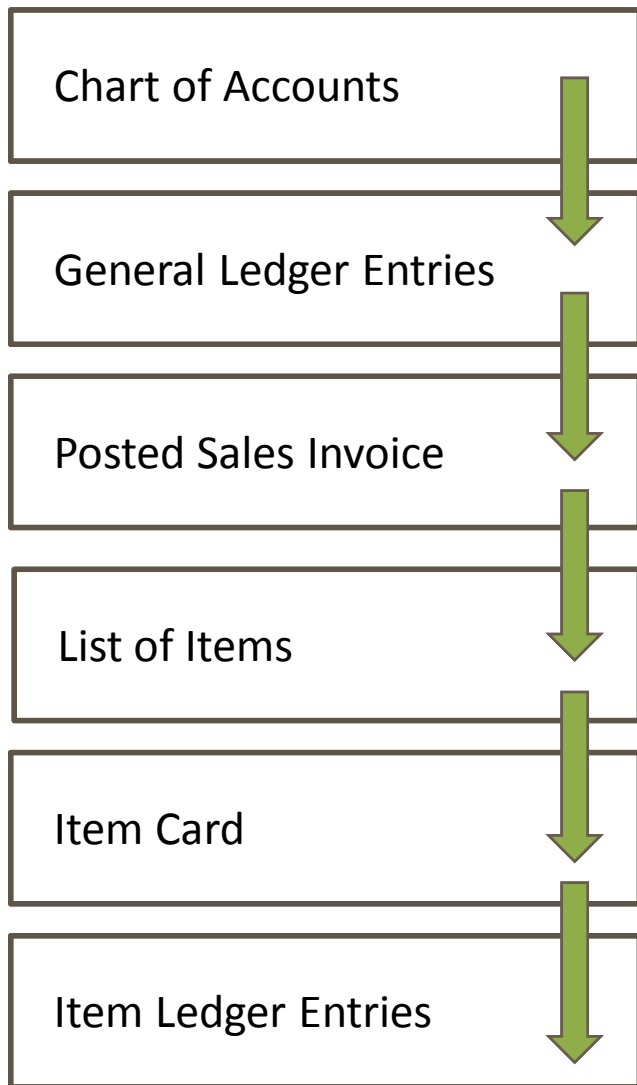 Chart of Accounts
General Ledger Entries
Posted Sales Invoice
List of Items
Item Card
Item Ledger Entries